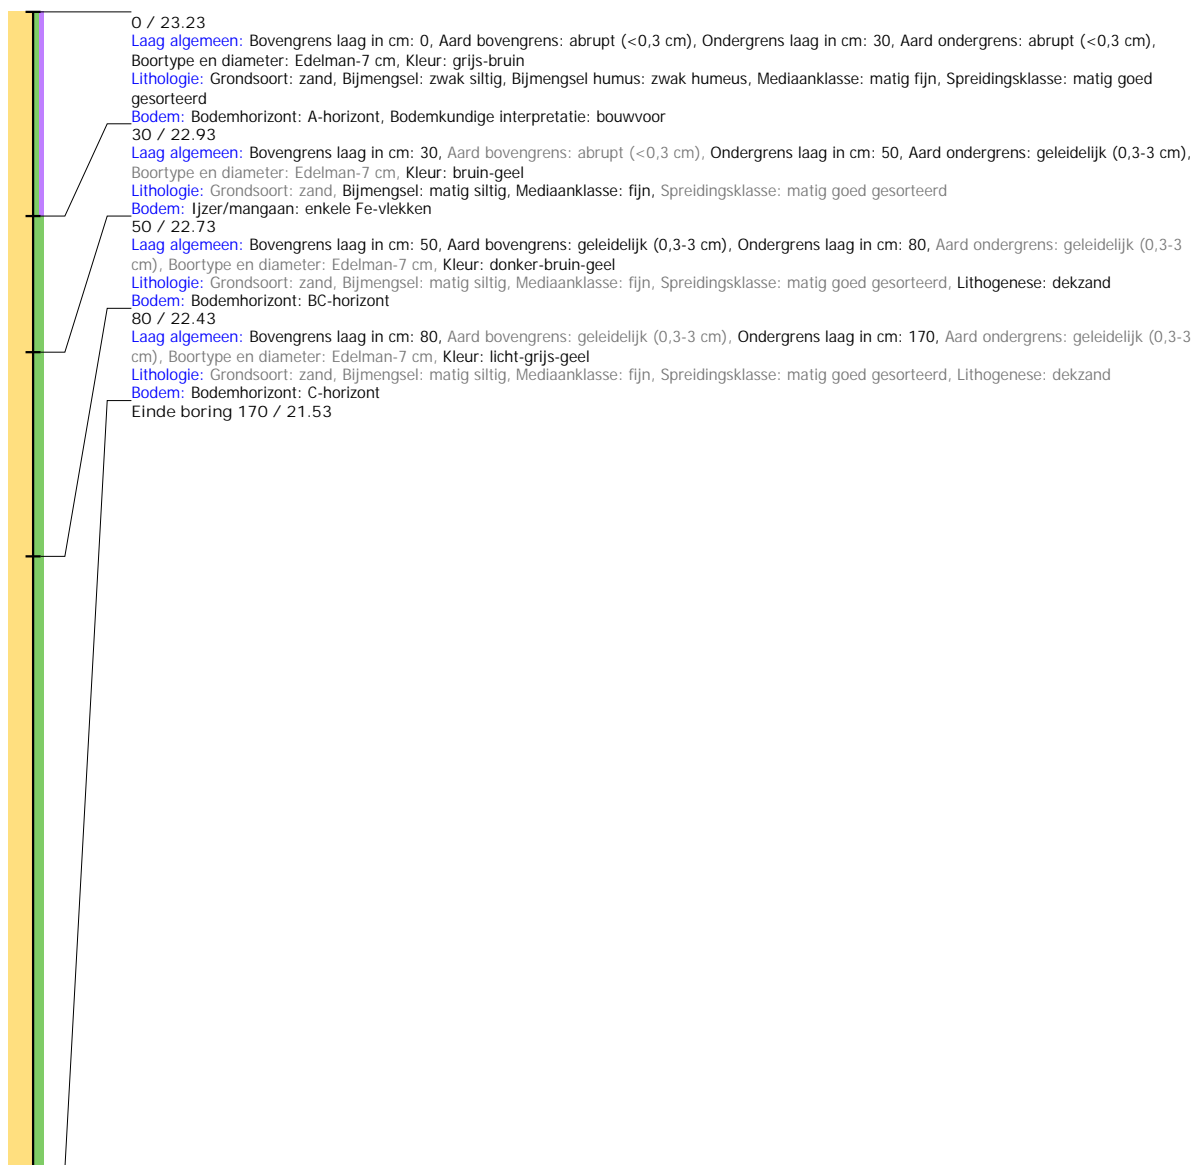 0 / 23.23
Laag algemeen: Bovengrens laag in cm: 0, Aard bovengrens: abrupt (<0,3 cm), Ondergrens laag in cm: 30, Aard ondergrens: abrupt (<0,3 cm),
Boortype en diameter: Edelman-7 cm, Kleur: grijs-bruin
Lithologie: Grondsoort: zand, Bijmengsel: zwak siltig, Bijmengsel humus: zwak humeus, Mediaanklasse: matig fijn, Spreidingsklasse: matig goed
gesorteerd
Bodem: Bodemhorizont: A-horizont, Bodemkundige interpretatie: bouwvoor
30 / 22.93
Laag algemeen: Bovengrens laag in cm: 30, Aard bovengrens: abrupt (<0,3 cm), Ondergrens laag in cm: 50, Aard ondergrens: geleidelijk (0,3-3 cm),
Boortype en diameter: Edelman-7 cm, Kleur: bruin-geel
Lithologie: Grondsoort: zand, Bijmengsel: matig siltig, Mediaanklasse: fijn, Spreidingsklasse: matig goed gesorteerd
Bodem: Ijzer/mangaan: enkele Fe-vlekken
50 / 22.73
Laag algemeen: Bovengrens laag in cm: 50, Aard bovengrens: geleidelijk (0,3-3 cm), Ondergrens laag in cm: 80, Aard ondergrens: geleidelijk (0,3-3
cm), Boortype en diameter: Edelman-7 cm, Kleur: donker-bruin-geel
Lithologie: Grondsoort: zand, Bijmengsel: matig siltig, Mediaanklasse: fijn, Spreidingsklasse: matig goed gesorteerd, Lithogenese: dekzand
Bodem: Bodemhorizont: BC-horizont
80 / 22.43
Laag algemeen: Bovengrens laag in cm: 80, Aard bovengrens: geleidelijk (0,3-3 cm), Ondergrens laag in cm: 170, Aard ondergrens: geleidelijk (0,3-3
cm), Boortype en diameter: Edelman-7 cm, Kleur: licht-grijs-geel
Lithologie: Grondsoort: zand, Bijmengsel: matig siltig, Mediaanklasse: fijn, Spreidingsklasse: matig goed gesorteerd, Lithogenese: dekzand
Bodem: Bodemhorizont: C-horizont
Einde boring 170 / 21.53